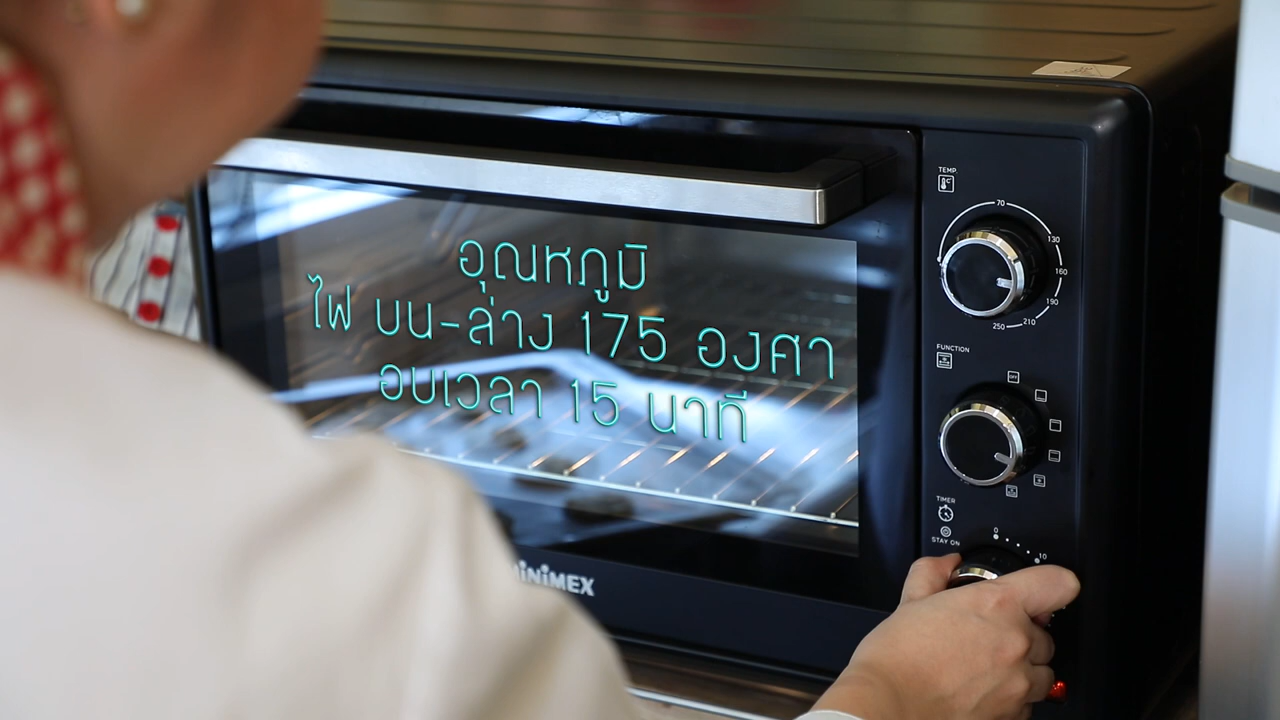 อุณหภูมิ
ไฟ บน-ล่าง 175 องศา
อบเวลา 15 นาที
MiNiMEX
TEMP.
°C
70
130
160
190
210
250
FUNCTION
OFF
TIMER
STAY ON
0
10